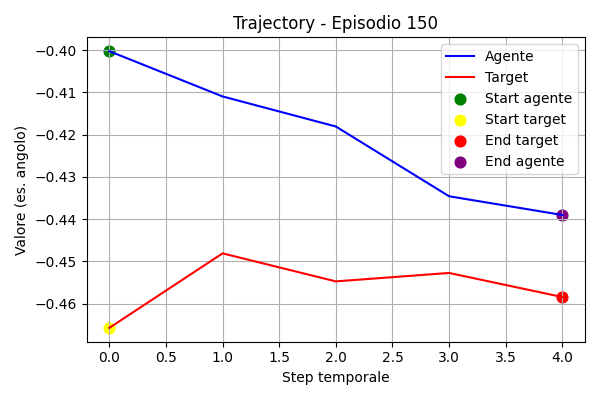 Trajectory - Episodio 150
Valore (es. angolo)
−0.40
−0.41
−0.42
−0.43
−0.44
−0.45
−0.46
Agente
Target
Start agente
Start target
End target
End agente
0.0 0.5 1.0 1.5 2.0 2.5 3.0 3.5 4.0
Step temporale